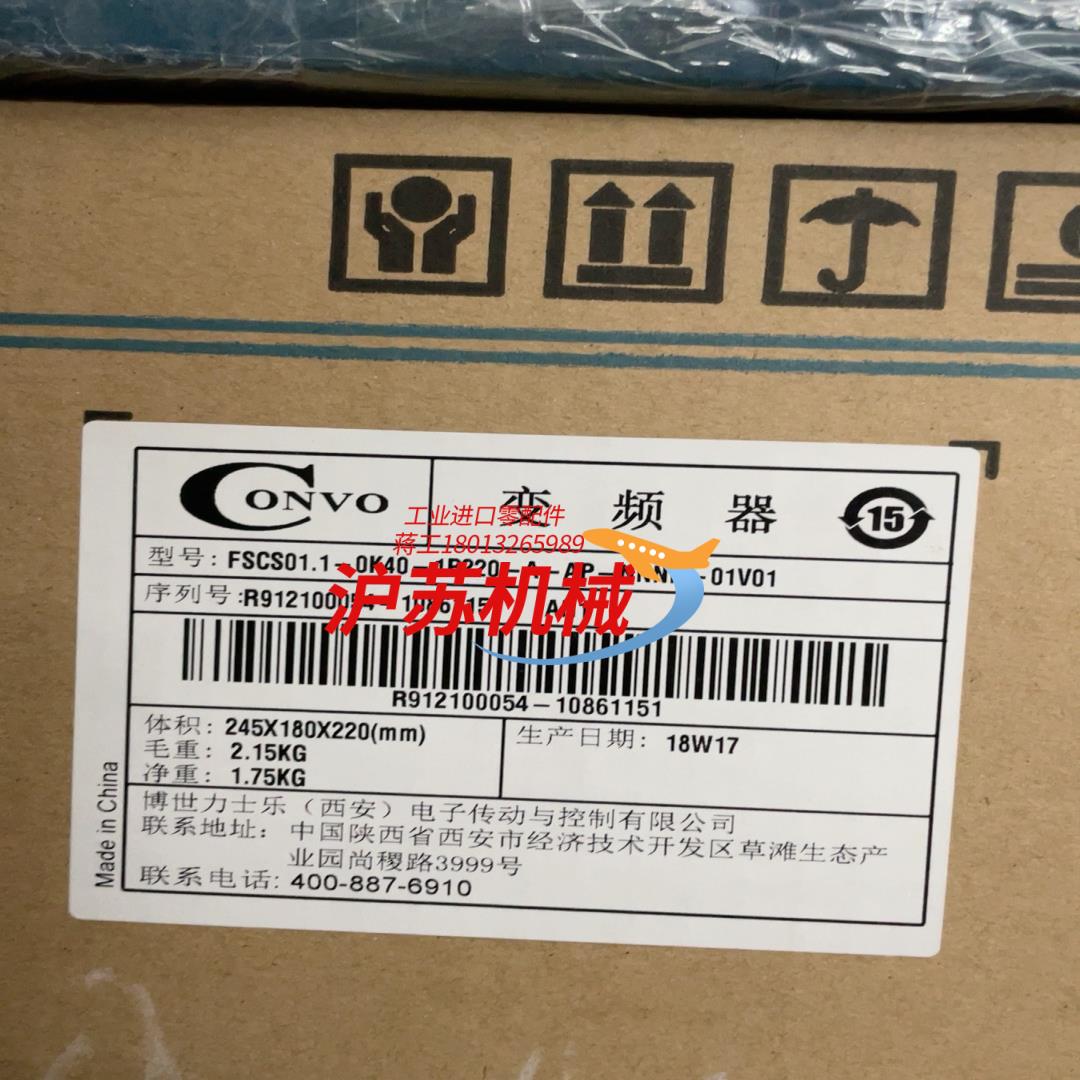 CONVO
变频器
15
工业进口零配件
蒋工18013265989
沪苏机械
型号: FSCS01.1-0K40 -01V01
序列号:R912100054
R912100054-10861151
体积: 245X180X220(mm)
毛重: 2.15KG
净重: 1.75KG
生产日期: 18W17
博世力士乐(西安)电子传动与控制有限公司
联系地址: 中国陕西省西安市经济技术开发区草滩生态产
业园尚稷路3999号
联系电话: 400-887-6910
Made in China